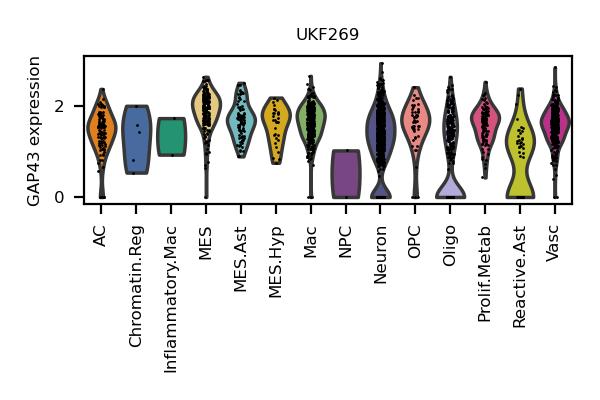 UKF269
GAP43 expression
2
0
AC
Chromatin.Reg
Inflammatory.Mac
MES
MES.Ast
MES.Hyp
Mac
NPC
Neuron
OPC
Oligo
Prolif.Metab
Reactive.Ast
Vasc